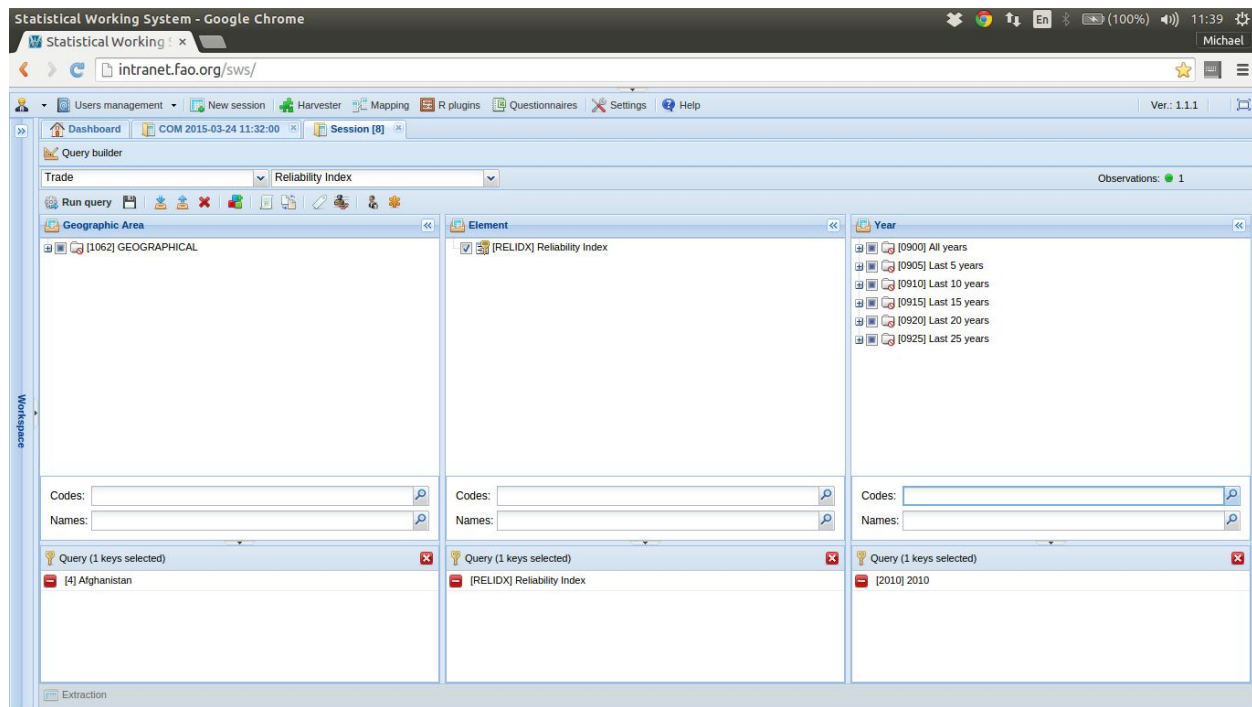 Statistical Working System - Google Chrome
En (100%) 11:39
Statistical Working S ×
Michael
intranet.fao.org/sws/
Users management New session Harvester Mapping R plugins Questionnaires Settings Help Ver.: 1.1.1
Dashboard COM 2015-03-24 11:32:00 Session [8]
Query builder
Trade Reliability Index Observations: 1
Run query
Geographic Area Element Year
[1062] GEOGRAPHICAL [RELIDX] Reliability Index [0900] All years
[0905] Last 5 years
[0910] Last 10 years
[0915] Last 15 years
[0920] Last 20 years
[0925] Last 25 years
Workspace
Codes: Codes: Codes:
Names: Names: Names:
Query (1 keys selected) Query (1 keys selected) Query (1 keys selected)
[4] Afghanistan [RELIDX] Reliability Index [2010] 2010
Extraction